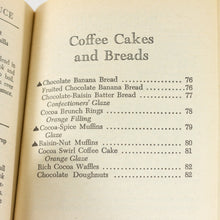 UCE
Coffee Cakes
and Breads
▲Chocolate Banana Bread 76
Fruited Chocolate Banana Bread 76
Chocolate-Raisin Batter Bread 77
Confectioners' Glaze
Cocoa Brunch Rings 78
Orange Filling
▲Cocoa-Spice Muffins 79
Glaze
▲Raisin-Nut Muffins 80
Cocoa Swirl Coffee Cake 81
Orange Glaze
Rich Cocoa Waffles 82
Chocolate Doughnuts 82